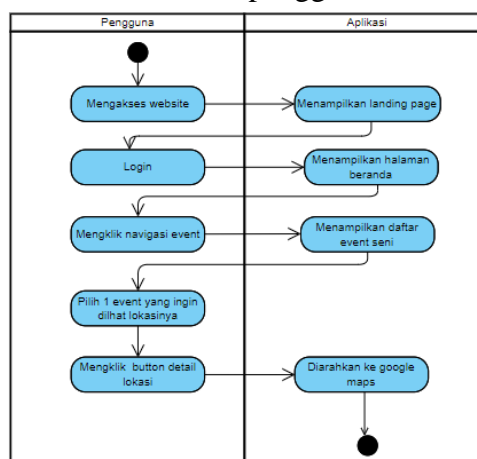 pengg
Pengguna
Aplikasi
Mengakses website
Menampilkan landing page
Login
Menampilkan halaman
beranda
Mengklik navigasi event
Menampilkan daftar
event seni
Pilih 1 event yang ingin
dilhat lokasinya
Mengklik button detail
lokasi
Diarahkan ke google
maps